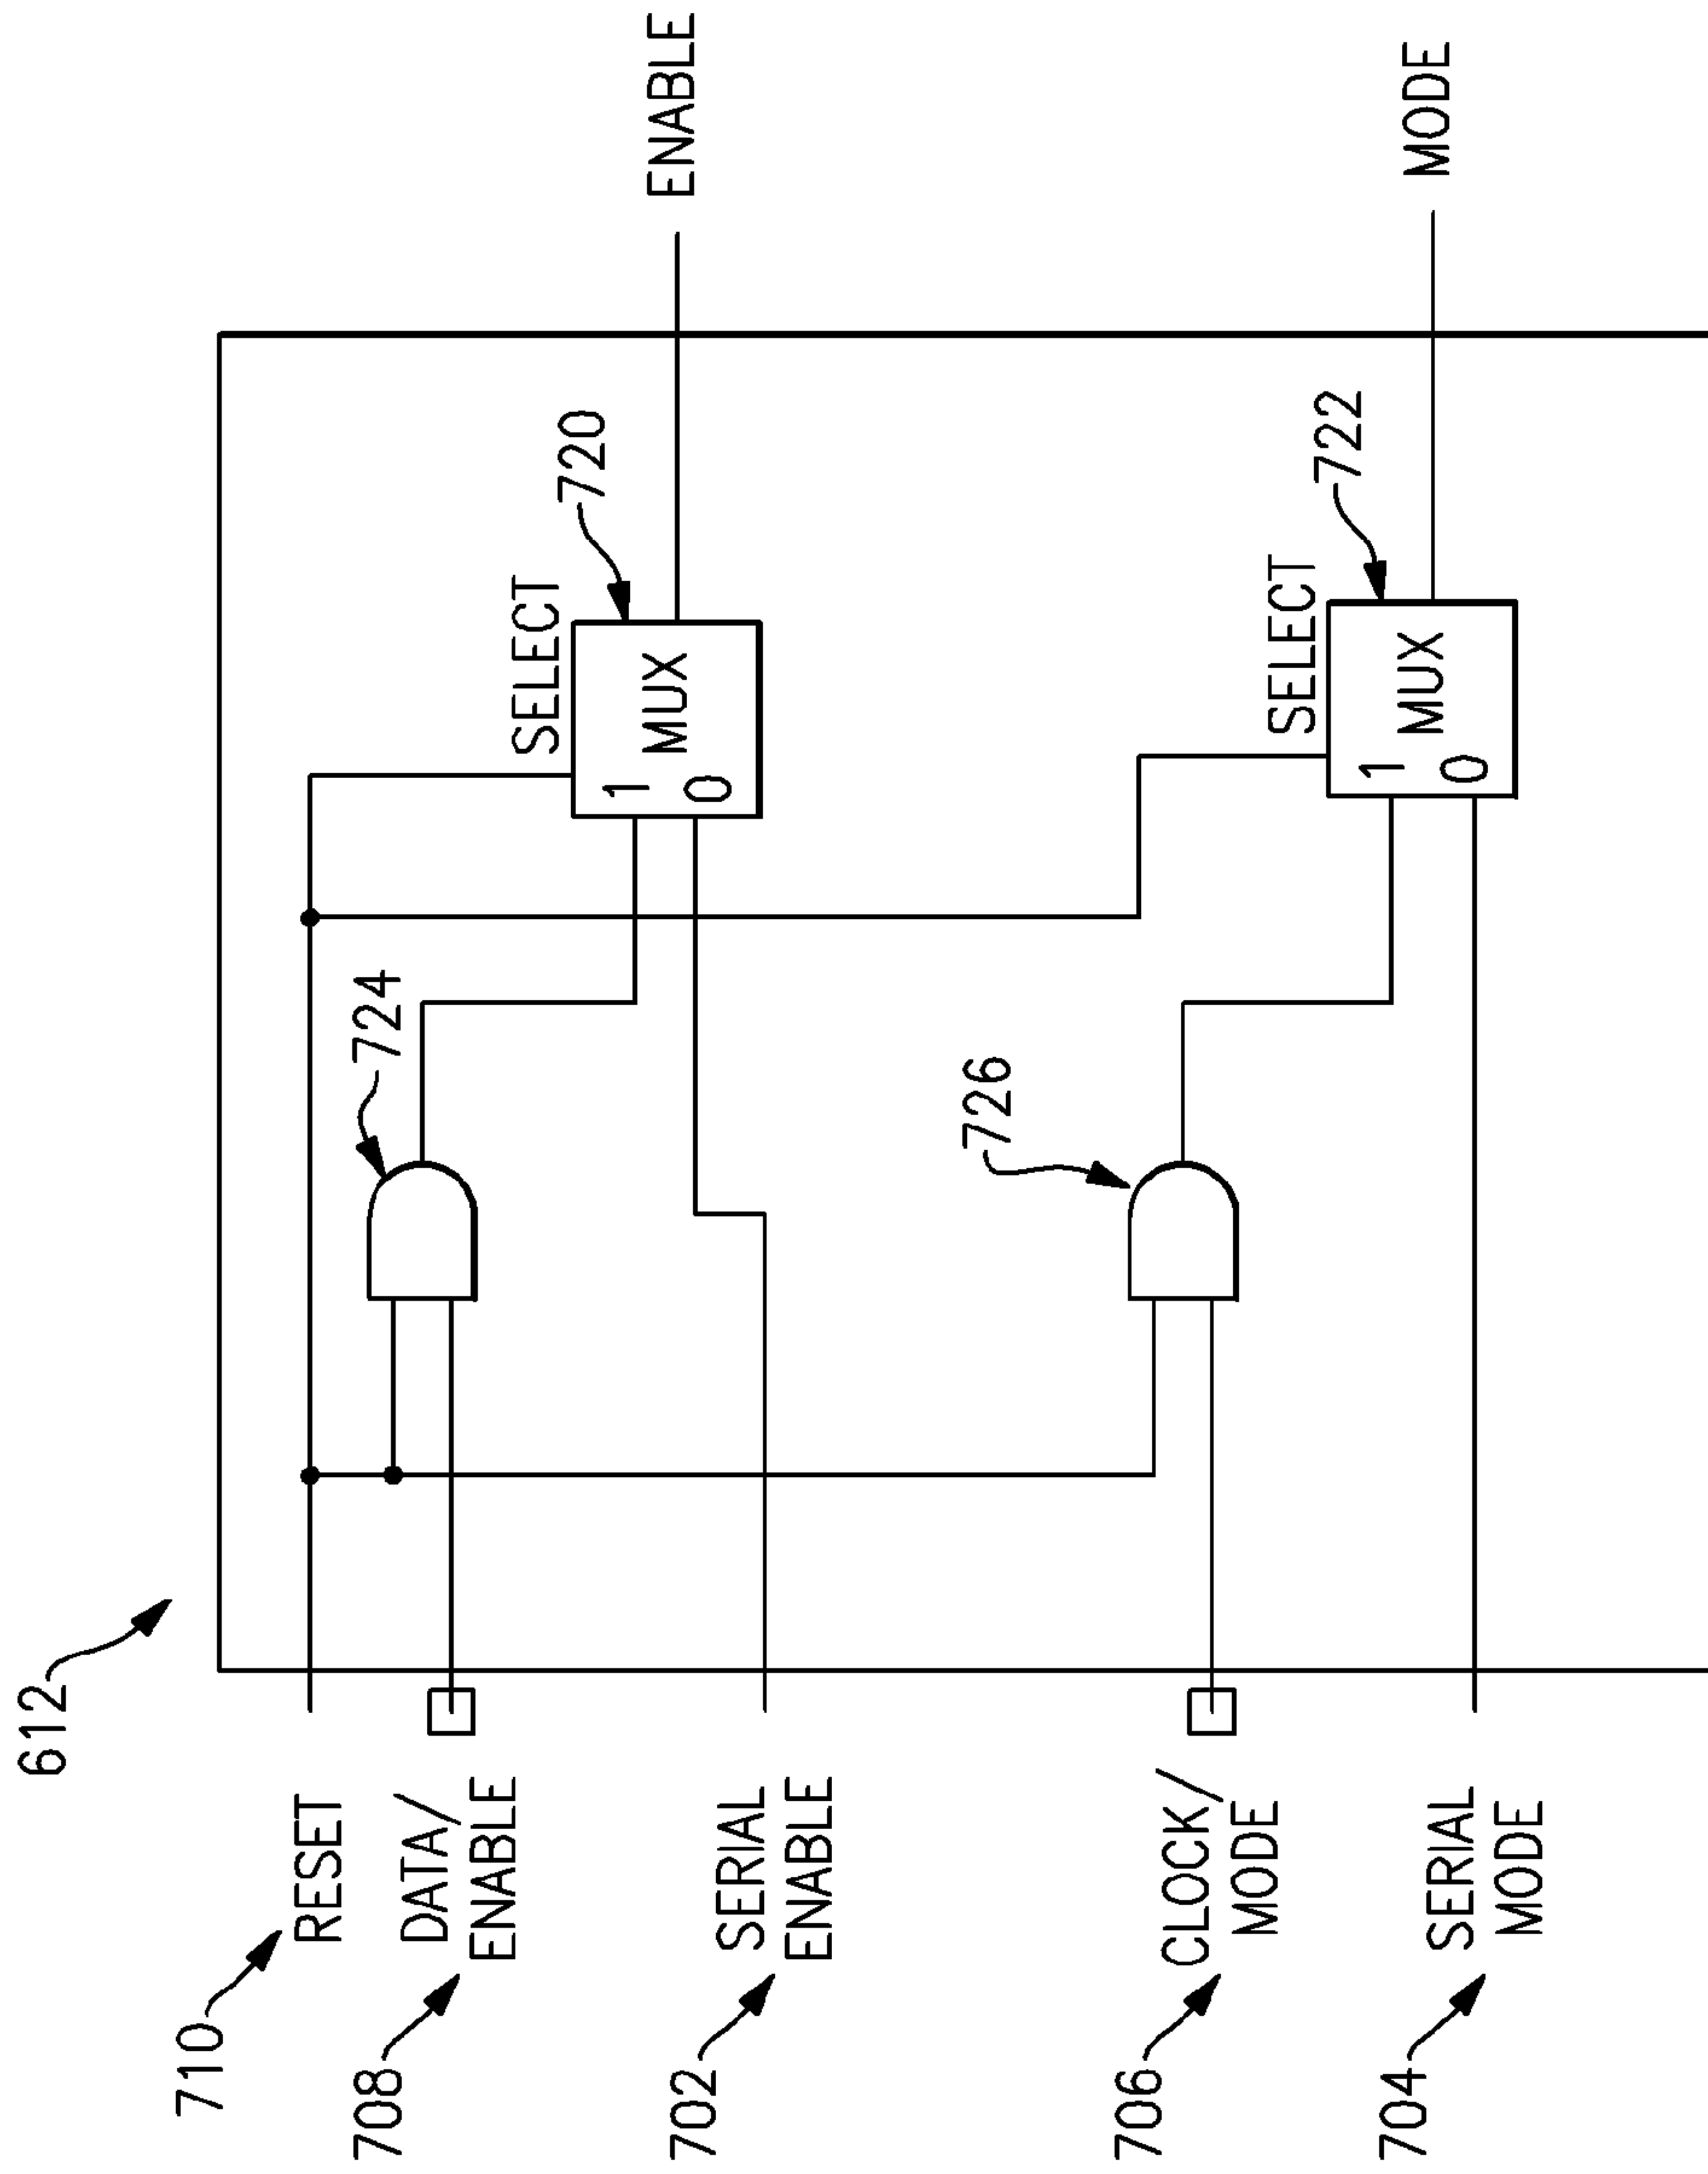 612
710
RESET
708
DATA/
ENABLE
702
SERIAL
ENABLE
706
CLOCK/
MODE
704
SERIAL
MODE
724
726
SELECT
720
1
MUX
0
ENABLE
SELECT
722
1
MUX
0
MODE